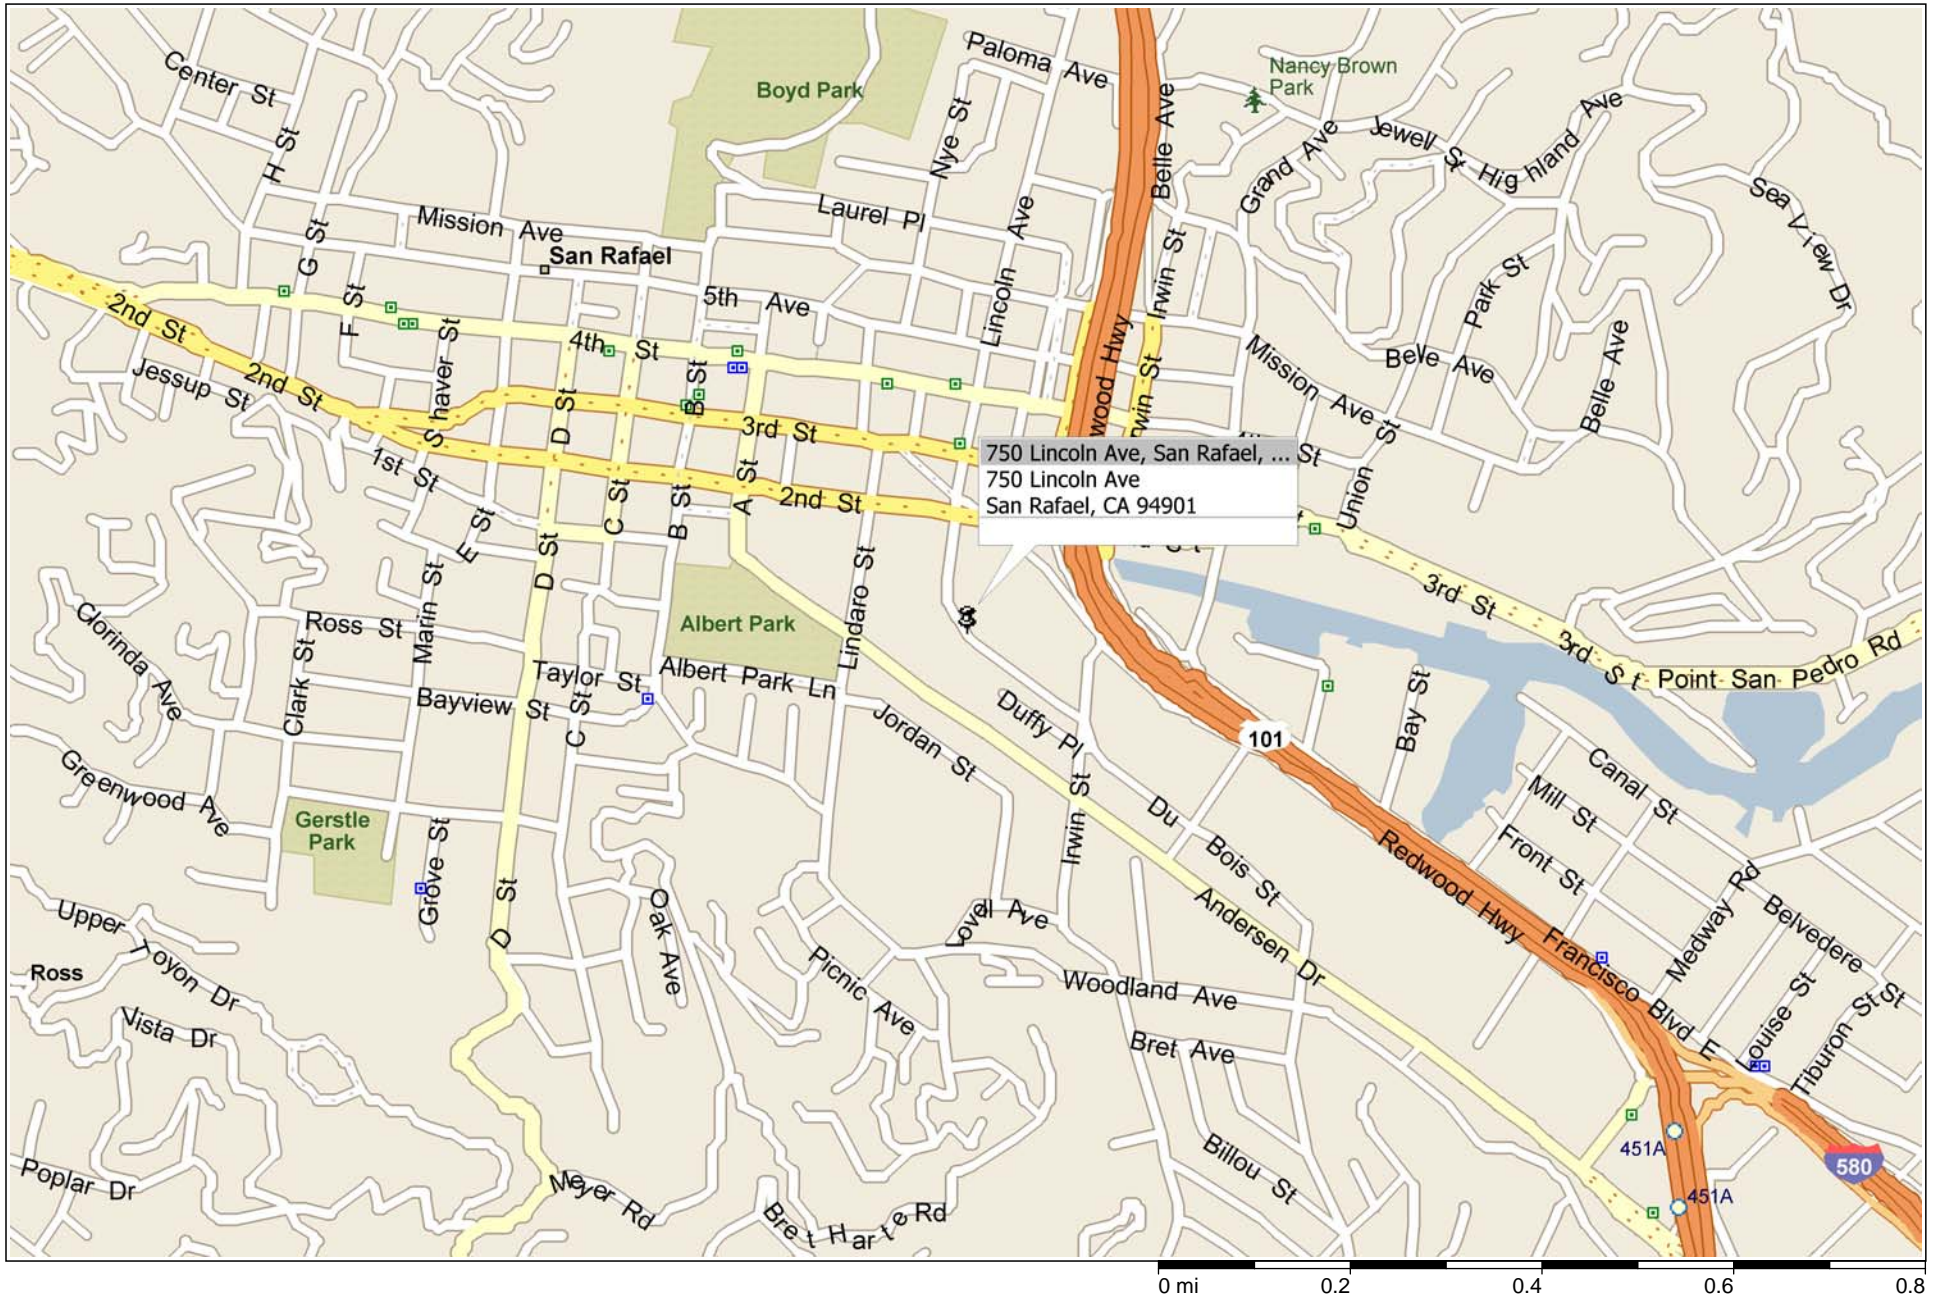 Paloma Ave
Nancy Brown
Park
Center St
Boyd Park
Belle Ave
Nye St
Jewell St
Highland Ave
Grand Ave
H St
Sea View Dr
Laurel Pl
Mission Ave
Lincoln Ave
G St
San Rafael
Irwin St
Park St
F St
5th Ave
2nd St
4th St
Shaver St
Redwood Hwy
Mission Ave
Belle Ave
Belle Ave
Jessup St
2nd St
B St
D St
Irwin St
3rd St
750 Lincoln Ave, San Rafael, ...
750 Lincoln Ave
San Rafael, CA 94901
St
Union St
1st St
A St
2nd St
C St
B St
E St
D St
Lindaro St
3rd St
Marin St
Clorinda Ave
Ross St
Albert Park
3rd St
Point San Pedro Rd
Clark St
Taylor St
Albert Park Ln
Bayview St
C St
Duffy Pl
Jordan St
Bay St
101
Canal St
Greenwood Ave
Irwin St
Mill St
Gerstle
Park
Du Bois St
Redwood Hwy
Front St
Grove St
D St
Oak Ave
Lovell Ave
Andersen Dr
Medway Rd
Belvedere St
Upper Toyon Dr
Francisco Blvd E
Ross
Picnic Ave
Woodland Ave
Louise St
Tiburon St
Vista Dr
Bret Ave
451A
580
Billou St
Poplar Dr
Meyer Rd
451A
Bret Harte Rd
0 mi 0.2 0.4 0.6 0.8